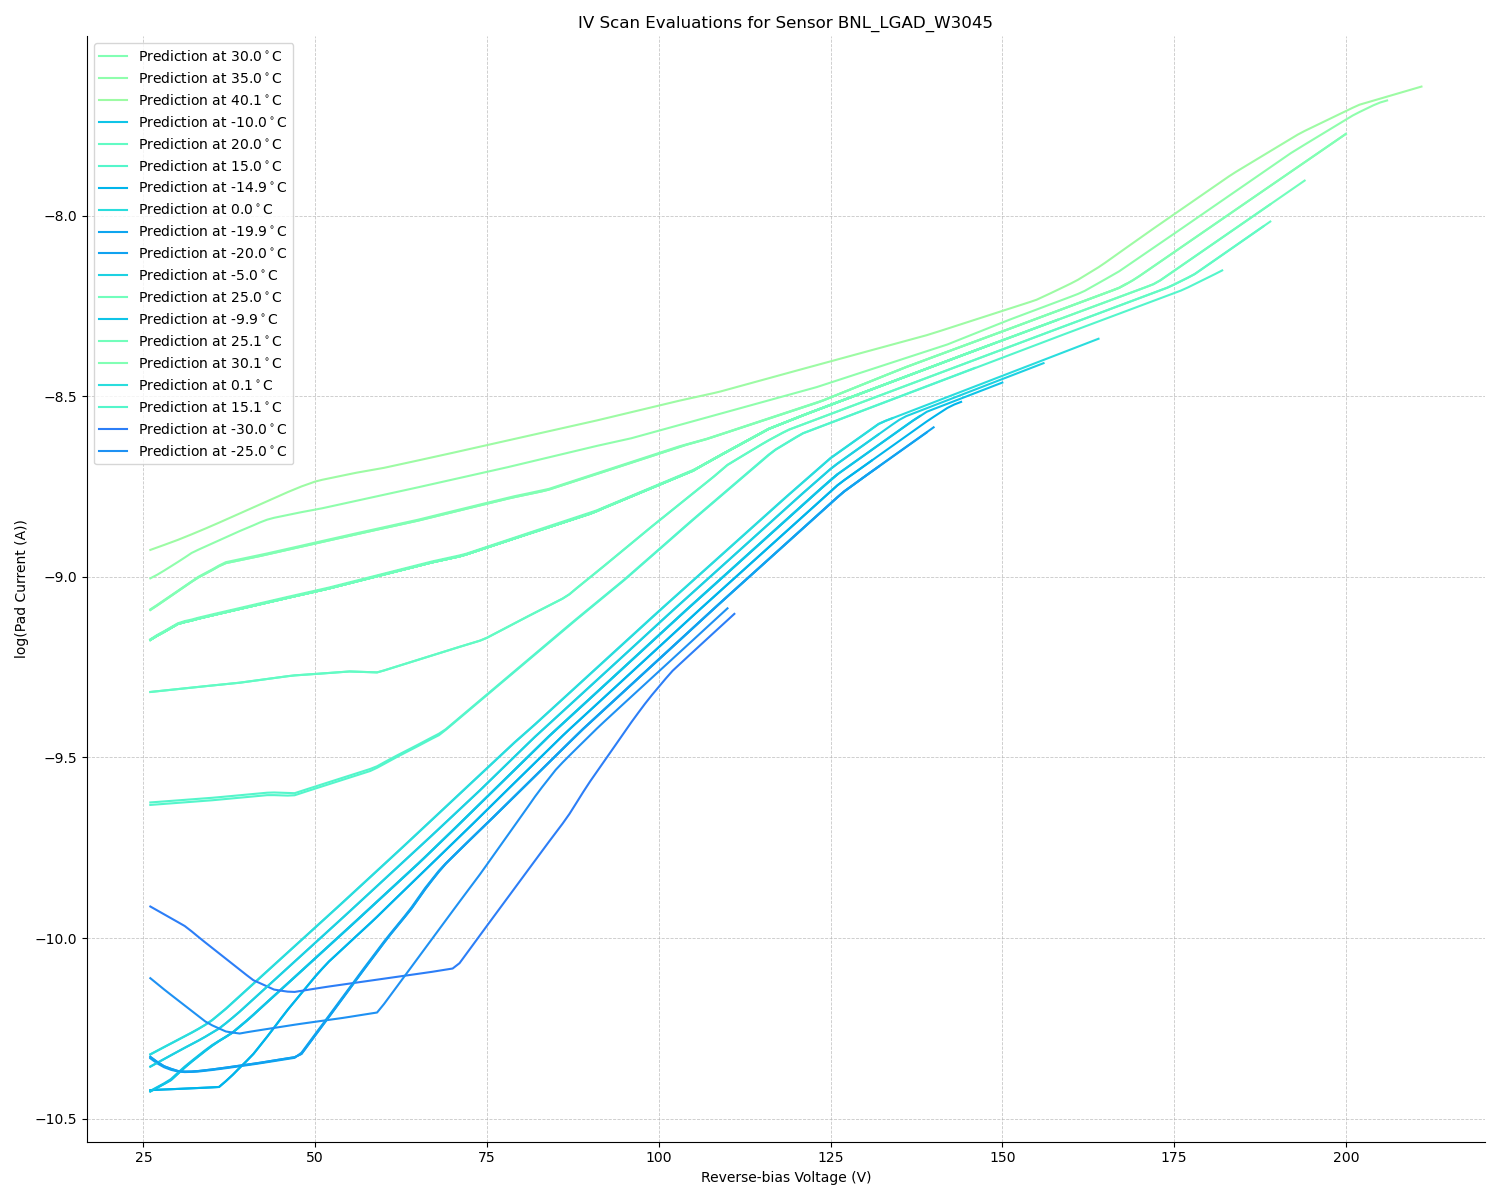 IV Scan Evaluations for Sensor BNL_LGAD_W3045
Prediction at 30.0°C
Prediction at 35.0°C
Prediction at 40.1°C
Prediction at -10.0°C
Prediction at 20.0°C
Prediction at 15.0°C
Prediction at -14.9°C
Prediction at 0.0°C
Prediction at -19.9°C
Prediction at -20.0°C
Prediction at -5.0°C
Prediction at 25.0°C
Prediction at -9.9°C
Prediction at 25.1°C
Prediction at 30.1°C
Prediction at 0.1°C
Prediction at 15.1°C
Prediction at -30.0°C
Prediction at -25.0°C
log(Pad Current (A))
−8.0
−8.5
−9.0
−9.5
−10.0
−10.5
25 50 75 100 125 150 175 200
Reverse-bias Voltage (V)